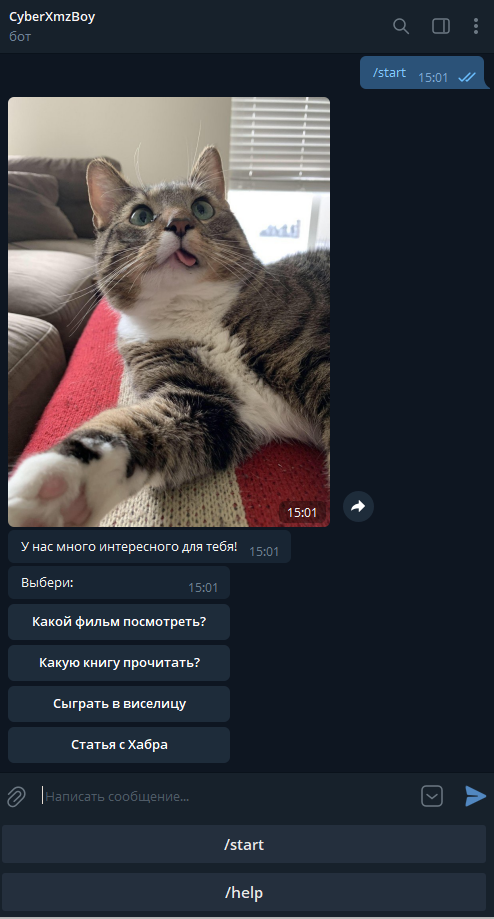 CyberXmzBoy
бот
/start 15:01
15:01
У нас много интересного для тебя! 15:01
Выбери: 15:01
Какой фильм посмотреть?
Какую книгу прочитать?
Сыграть в виселицу
Статья с Хабра
Написать сообщение...
/start
/help